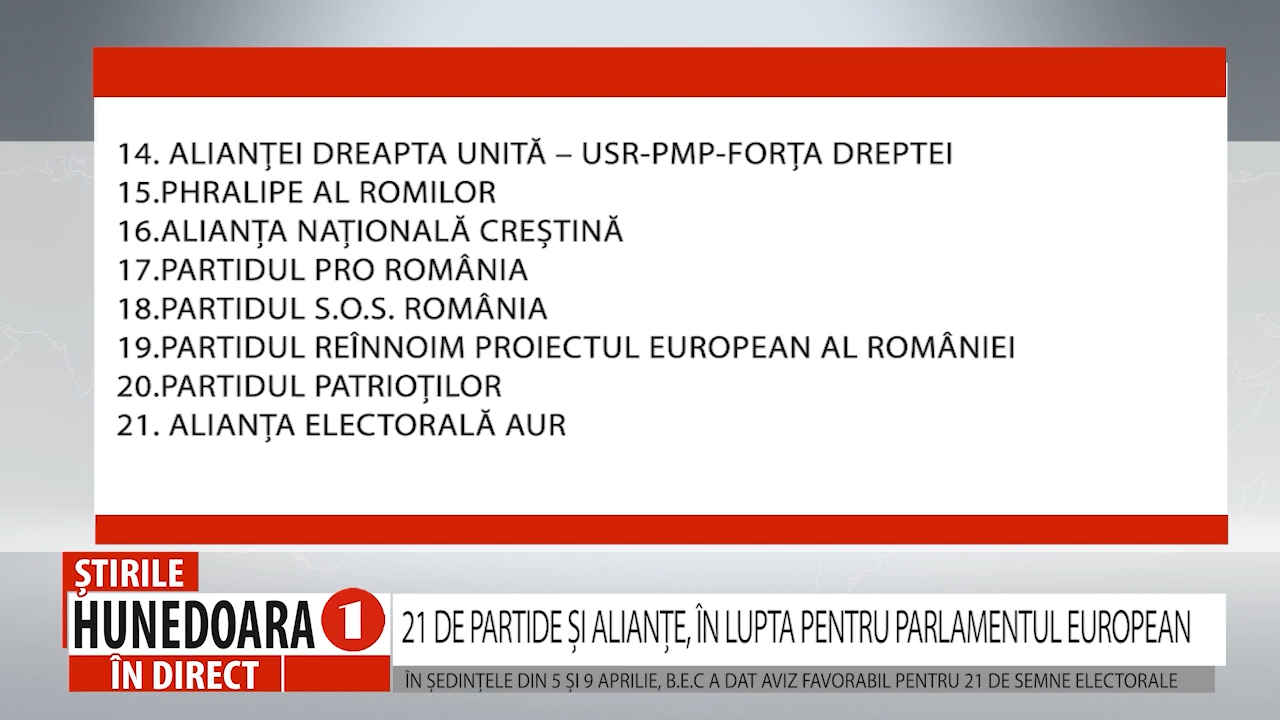 14. ALIANȚEI DREAPTA UNITĂ – USR-PMP-FORȚA DREPTEI
15.PHRALIPE AL ROMILOR
16.ALIANȚA NAȚIONALĂ CREȘTINĂ
17.PARTIDUL PRO ROMÂNIA
18.PARTIDUL S.O.S. ROMÂNIA
19.PARTIDUL REÎNNOIM PROIECTUL EUROPEAN AL ROMÂNIEI
20.PARTIDUL PATRIOȚILOR
21. ALIANȚA ELECTORALĂ AUR
ȘTIRILE
HUNEDOARA 1
ÎN DIRECT
21 DE PARTIDE ȘI ALIANȚE, ÎN LUPTA PENTRU PARLAMENTUL EUROPEAN
ÎN ȘEDINȚELE DIN 5 ȘI 9 APRILIE, B.E.C A DAT AVIZ FAVORABIL PENTRU 21 DE SEMNE ELECTORALE